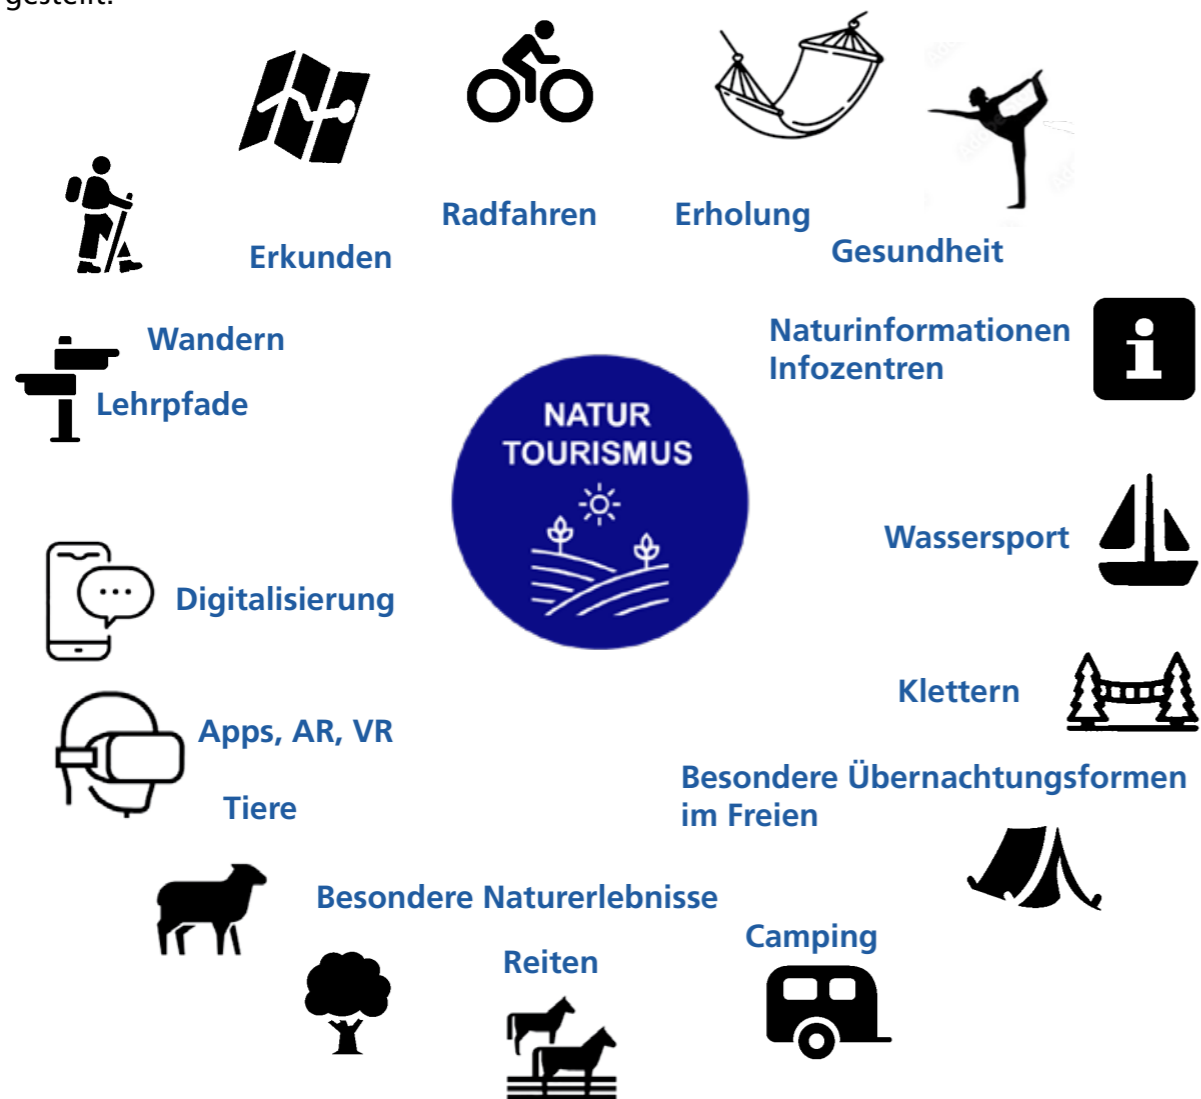 gestellt.
Radfahren
Erholung
Erkunden
Gesundheit
Wandern
Naturinformationen
Infozentren
Lehrpfade
NATUR
TOURISMUS
Wassersport
Digitalisierung
Klettern
Apps, AR, VR
Besondere Übernachtungsformen
im Freien
Tiere
Besondere Naturerlebnisse
Camping
Reiten